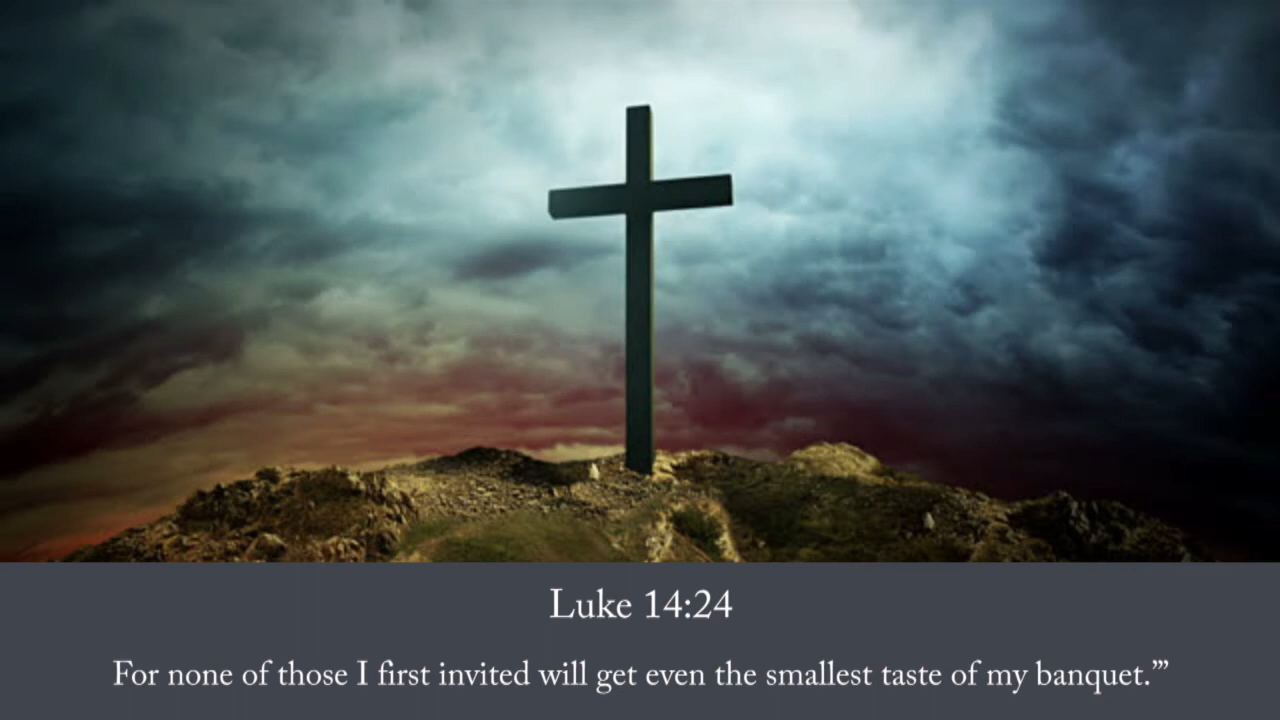 Luke 14:24
For none of those I first invited will get even the smallest taste of my banquet.’”